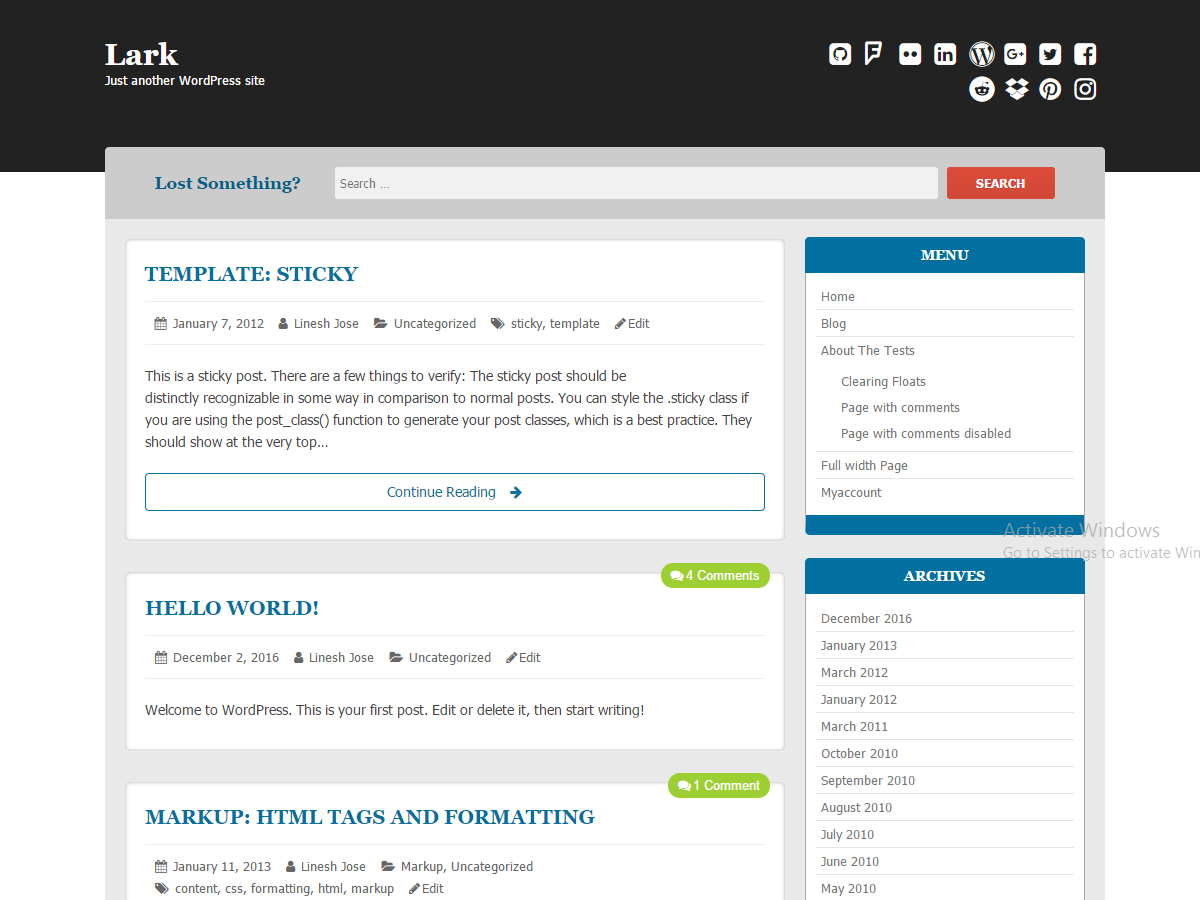 Lark
Just another WordPress site
Lost Something?
Search ...
SEARCH
TEMPLATE: STICKY
January 7, 2012 Linesh Jose Uncategorized sticky, template Edit
This is a sticky post. There are a few things to verify: The sticky post should be
distinctly recognizable in some way in comparison to normal posts. You can style the .sticky class if
you are using the post_class() function to generate your post classes, which is a best practice. They
should show at the very top...
Continue Reading
4 Comments
HELLO WORLD!
December 2, 2016 Linesh Jose Uncategorized Edit
Welcome to WordPress. This is your first post. Edit or delete it, then start writing!
1 Comment
MARKUP: HTML TAGS AND FORMATTING
January 11, 2013 Linesh Jose Markup, Uncategorized
content, css, formatting, html, markup Edit
MENU
Home
Blog
About The Tests
Clearing Floats
Page with comments
Page with comments disabled
Full width Page
Myaccount
Activate Windows
Go to Settings to activate Win
ARCHIVES
December 2016
January 2013
March 2012
January 2012
March 2011
October 2010
September 2010
August 2010
July 2010
June 2010
May 2010